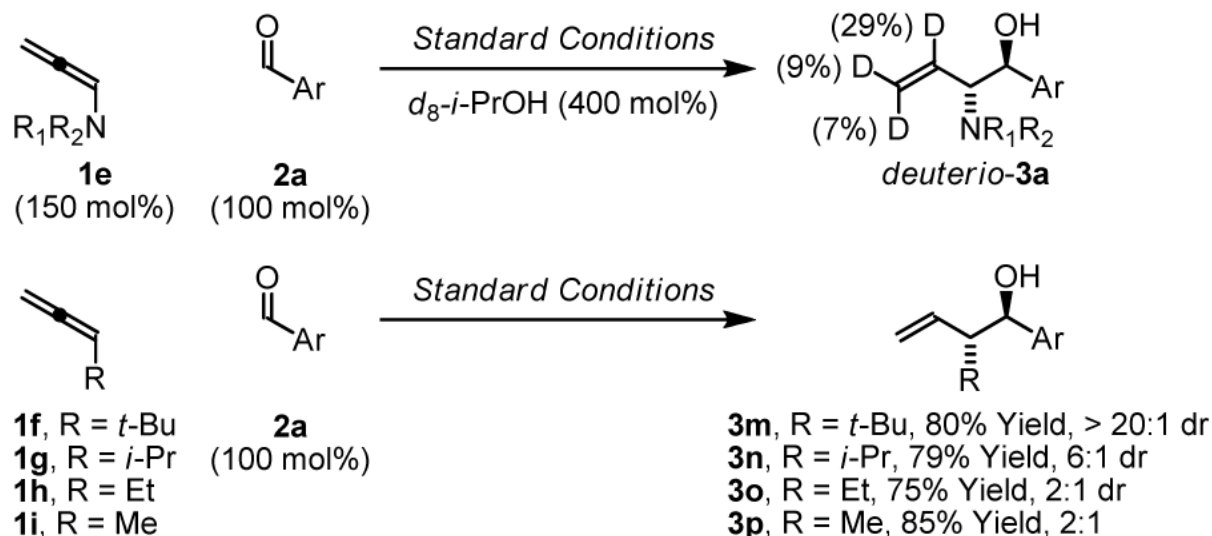 O
Ar
R₁R₂N
1e
(150 mol%)
2a
(100 mol%)
Standard Conditions
d₈-i-PrOH (400 mol%)
(29%) D
OH
(9%) D
Ar
(7%) D
NR₁R₂
deuterio-3a
O
Ar
R
Standard Conditions
OH
Ar
R
1f, R = t-Bu
1g, R = i-Pr
1h, R = Et
1i, R = Me
2a
(100 mol%)
3m, R = t-Bu, 80% Yield, > 20:1 dr
3n, R = i-Pr, 79% Yield, 6:1 dr
3o, R = Et, 75% Yield, 2:1 dr
3p, R = Me, 85% Yield, 2:1